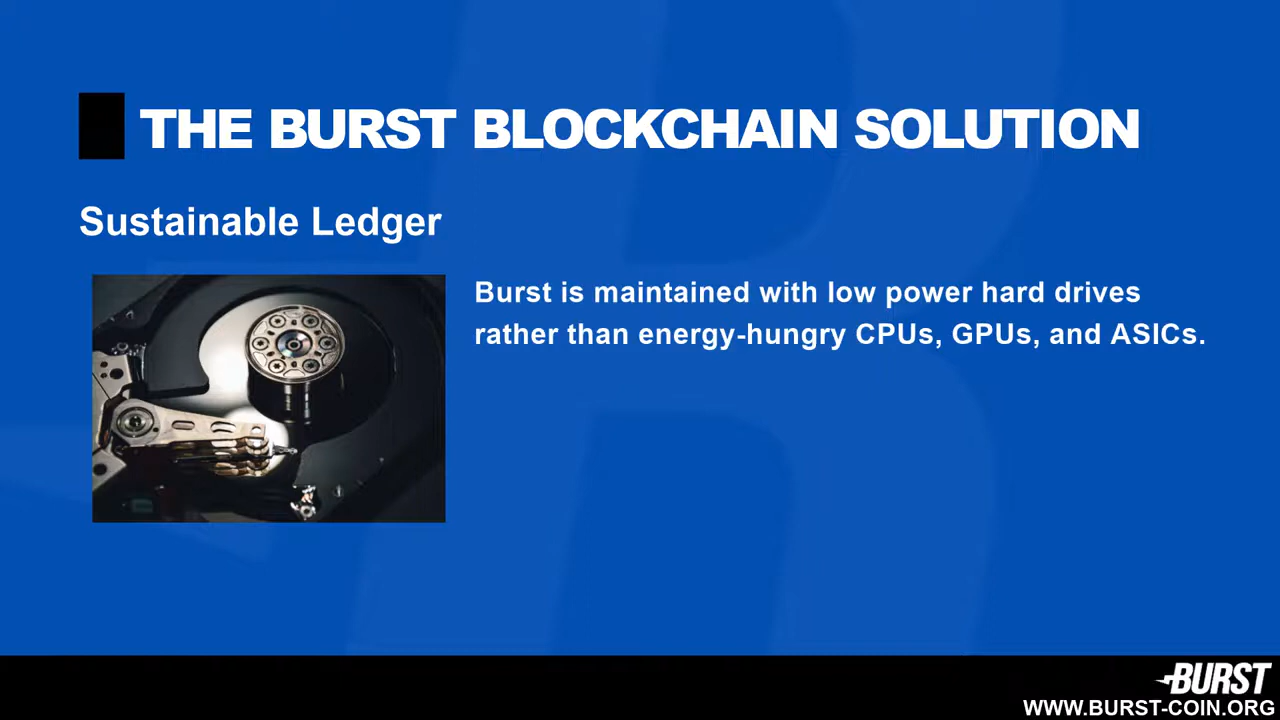 THE BURST BLOCKCHAIN SOLUTION
Sustainable Ledger
Burst is maintained with low power hard drives
rather than energy-hungry CPUs, GPUs, and ASICs.
BURST
WWW.BURST-COIN.ORG